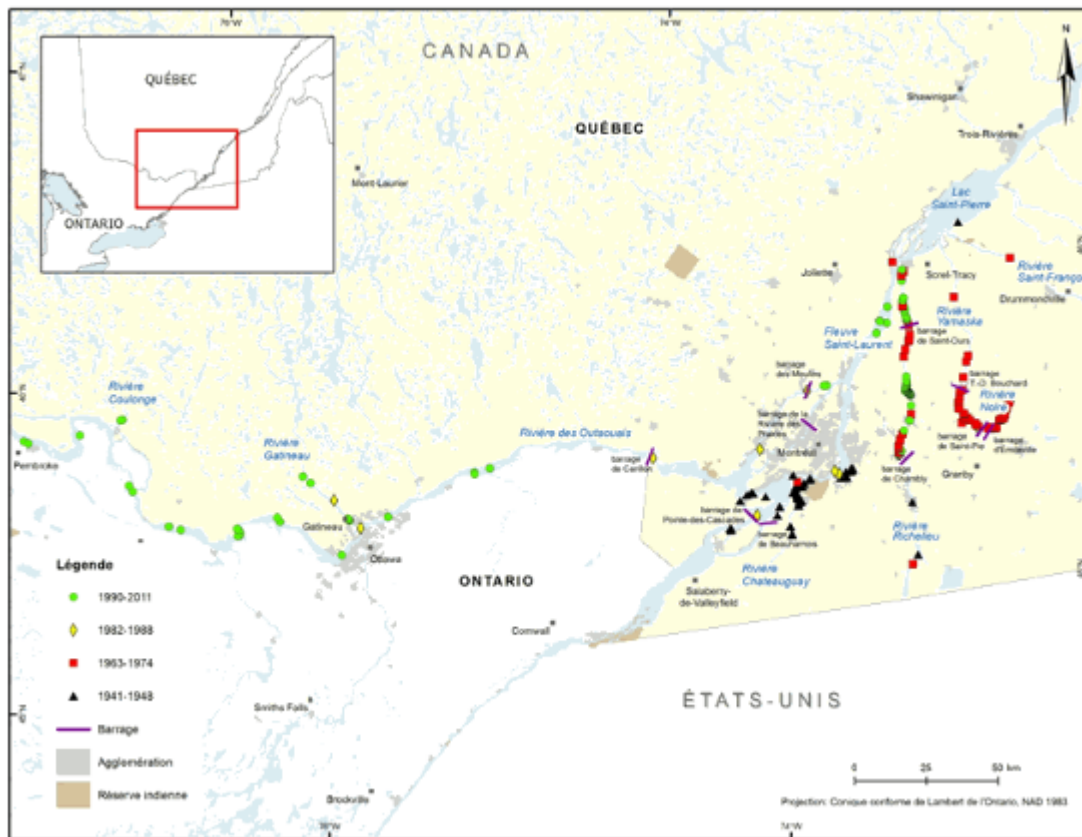 76°W
74°W
CANADA
N
QUÉBEC
ONTARIO
QUÉBEC
Shawinigan
Trois-Rivières
Mont-Laurier
Lac
Saint-Pierre
Joliette
Sorel-Tracy
Rivière
Drummondville
Rivière
Yamaska
Fleuve
Saint-Laurent
barrage
de Saint-Ours
barrage
des Moulins
barrage
T.-D. Bouchard
Rivière
Noire
Rivière
Coulonge
Rivière
Gatineau
Rivière des Outaouais
barrage de la
Rivière des
Prairies
Montréal
barrage
de Carillon
barrage
de Saint-Pie
barrage
barrage
de Chambly
Granby
Pembroke
Gatineau
Ottawa
barrage de
Pointe-des-Cascades
barrage
de Beauharnois
Rivière
Richelieu
Rivière
Chateauguay
ONTARIO
Salaberry-
de-Valleyfield
Cornwall
Légende
1990-2011
1982-1988
1963-1974
1941-1948
Barrage
Agglomération
Réserve indienne
Smiths Falls
Brockville
ÉTATS-UNIS
0 25 50 km
Projection: Conique conforme de Lambert de l'Ontario, NAD 1983
76°W
74°W